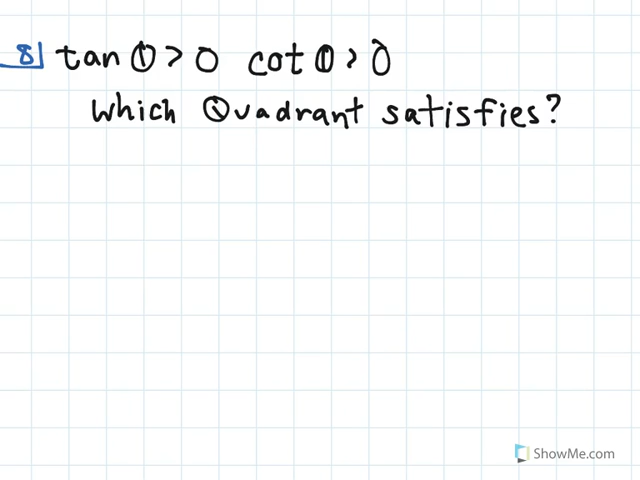 8 tan θ > 0 cot θ > 0
Which Quadrant satisfies?
ShowMe.com